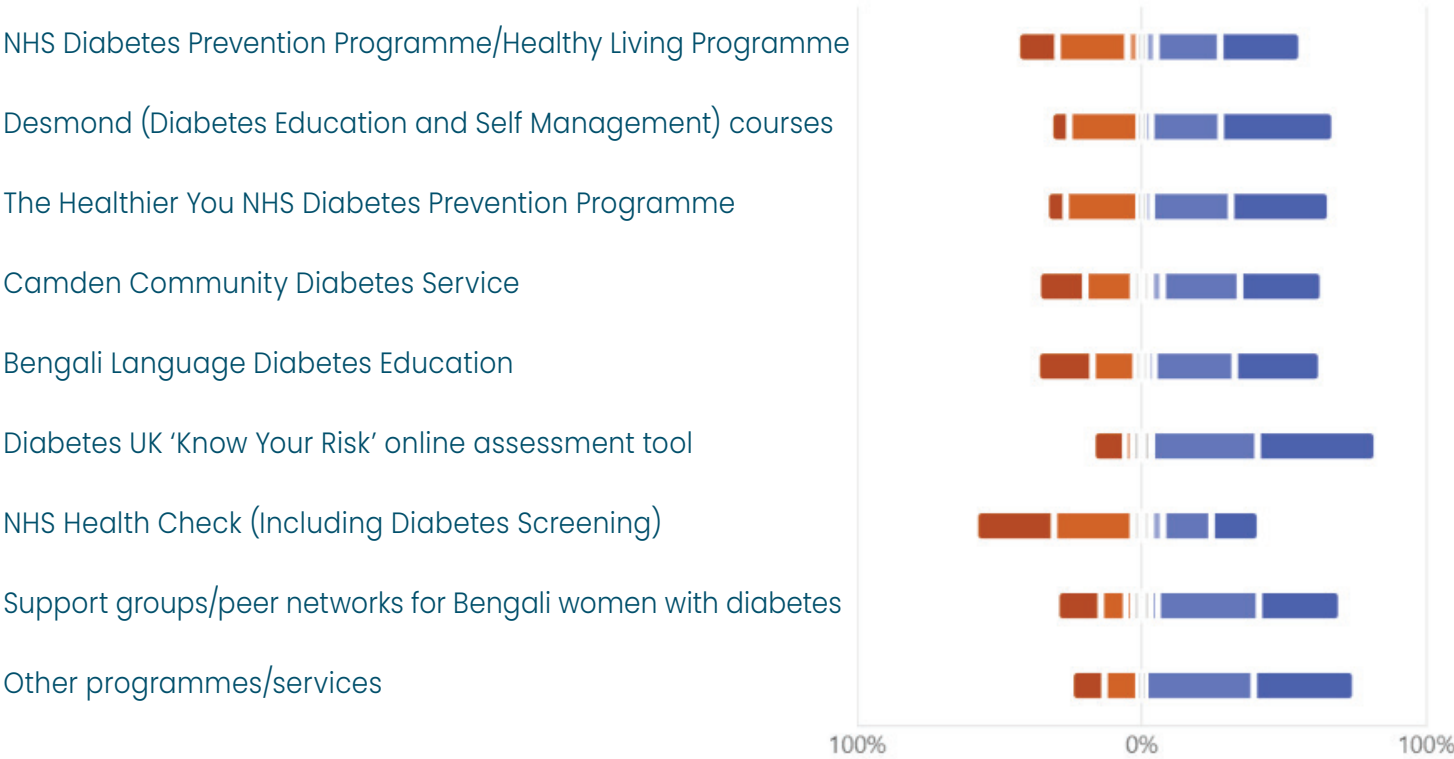 NHS Diabetes Prevention Programme/Healthy Living Programme
Desmond (Diabetes Education and Self Management) courses
The Healthier You NHS Diabetes Prevention Programme
Camden Community Diabetes Service
Bengali Language Diabetes Education
Diabetes UK ‘Know Your Risk’ online assessment tool
NHS Health Check (Including Diabetes Screening)
Support groups/peer networks for Bengali women with diabetes
Other programmes/services
100% 0% 100%